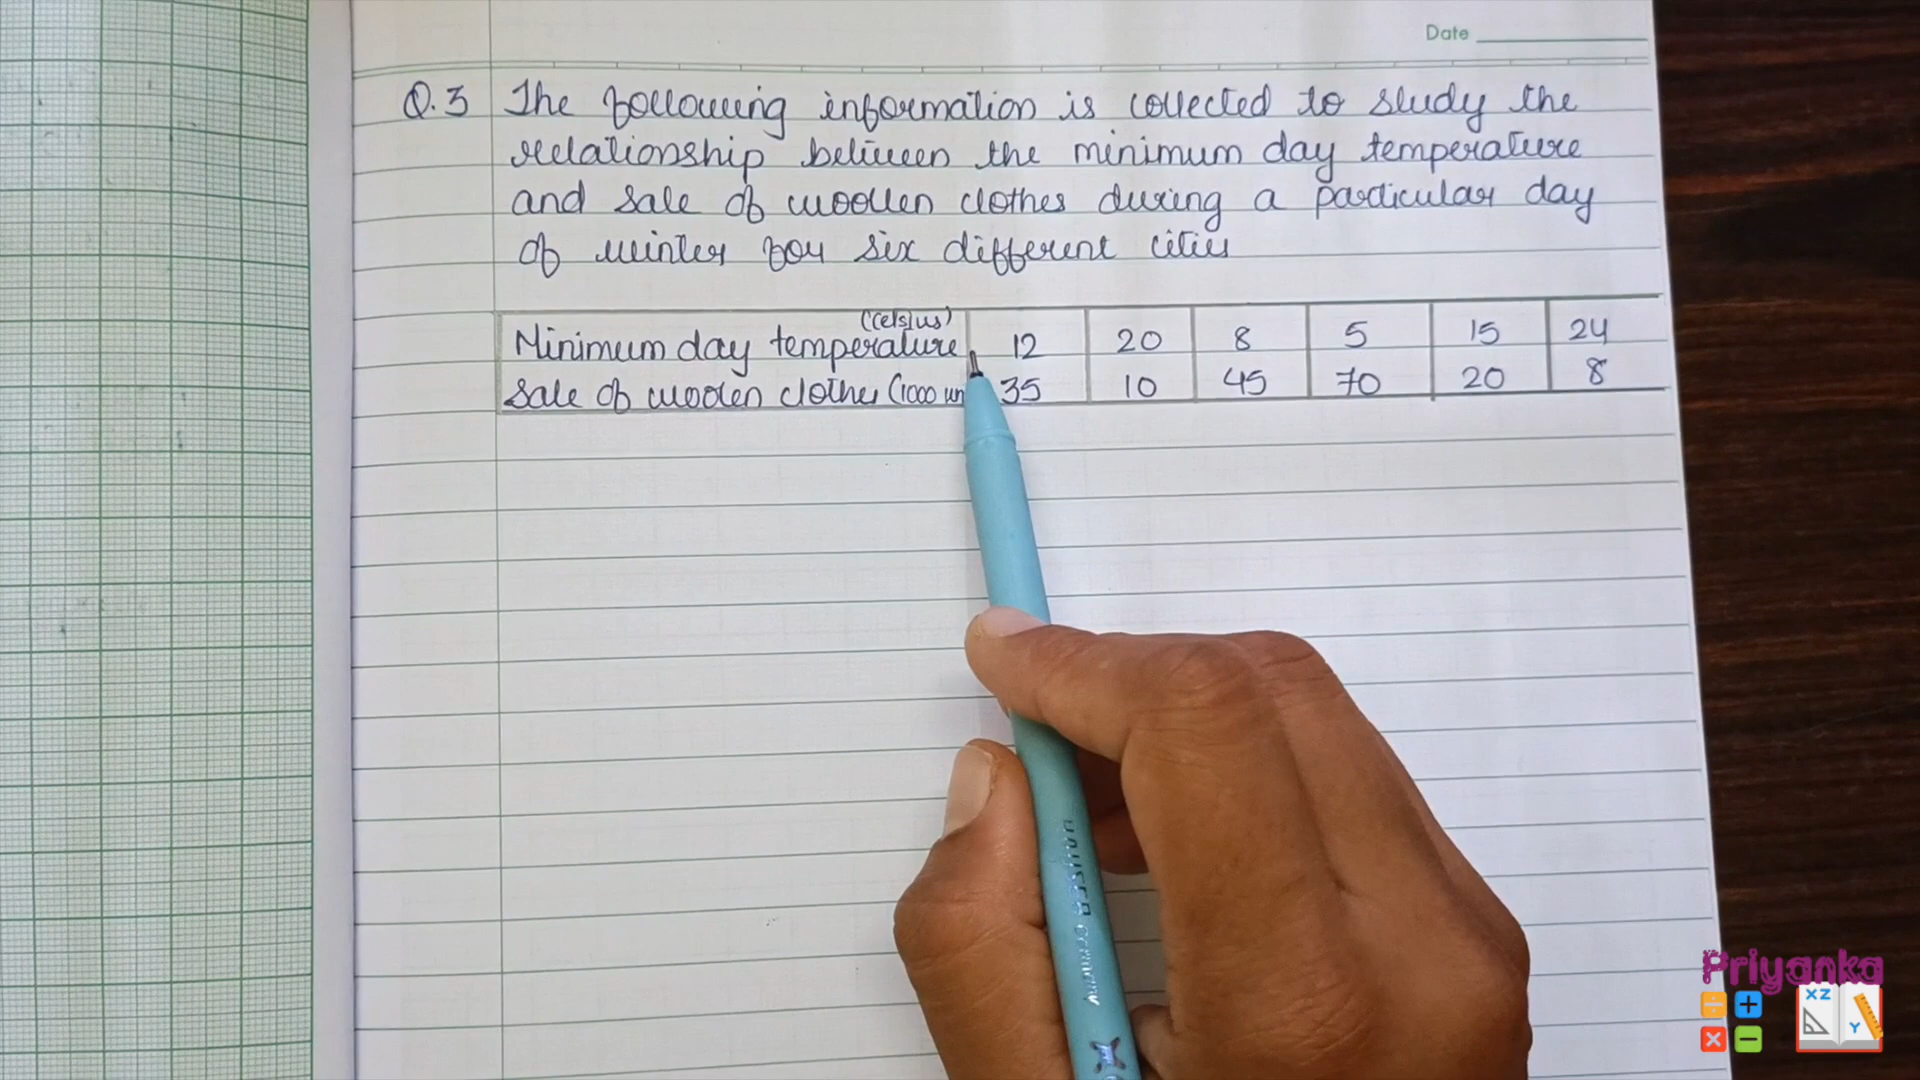 Date
Q.3 The following information is collected to study the
relationship between the minimum day temperature
and sale of woollen clothes during a particular day
of winter for six different cities
(Celsius)
Minimum day temperature 12 20 8 5 15 24
Sale of woolen clothes (1000 un 35 10 45 70 20 8
Priyanka
÷ + XZ
× − Y